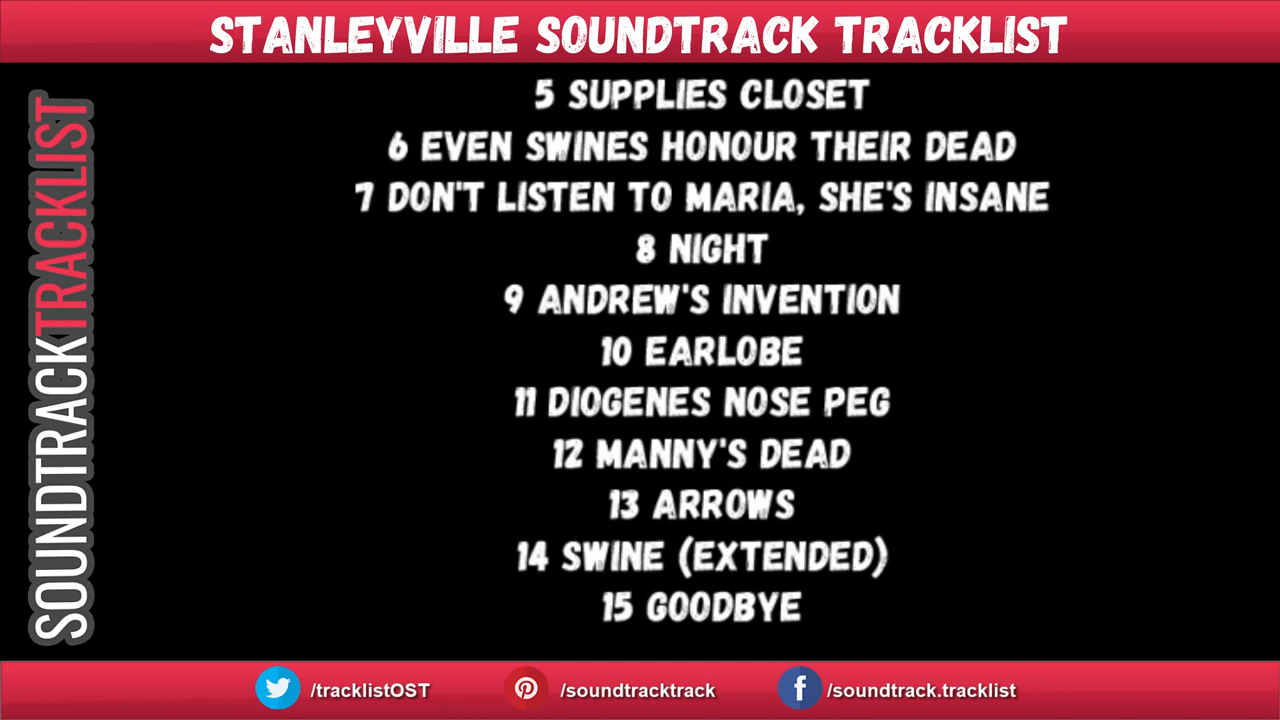 STANLEYVILLE SOUNDTRACK TRACKLIST
SOUNDTRACKTRACKLIST
5 SUPPLIES CLOSET
6 EVEN SWINES HONOUR THEIR DEAD
7 DON'T LISTEN TO MARIA, SHE'S INSANE
8 NIGHT
9 ANDREW'S INVENTION
10 EARLOBE
11 DIOGENES NOSE PEG
12 MANNY'S DEAD
13 ARROWS
14 SWINE (EXTENDED)
15 GOODBYE
/tracklistOST /soundtracktrack /soundtrack.tracklist